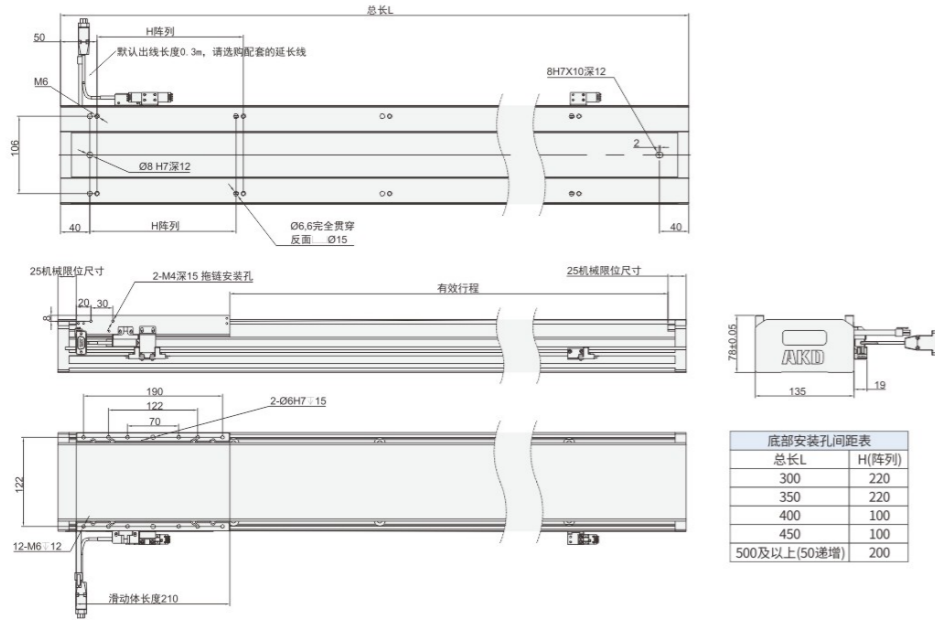 总长L
50
H阵列
默认出线长度0.3m，请选购配套的延长线
8H7X10深12
M6
106
2
Ø8 H7深12
H阵列
Ø6,6完全贯穿
反面 Ø15
40
40
25机械限位尺寸
2-M4深15 拖链安装孔
25机械限位尺寸
有效行程
20
30
8
78±0.05
AKD
135
19
190
2-Ø6H7 15
122
70
122
12-M6 12
滑动体长度210
底部安装孔间距表
总长L H(阵列)
300 220
350 220
400 100
450 100
500及以上(50递增) 200